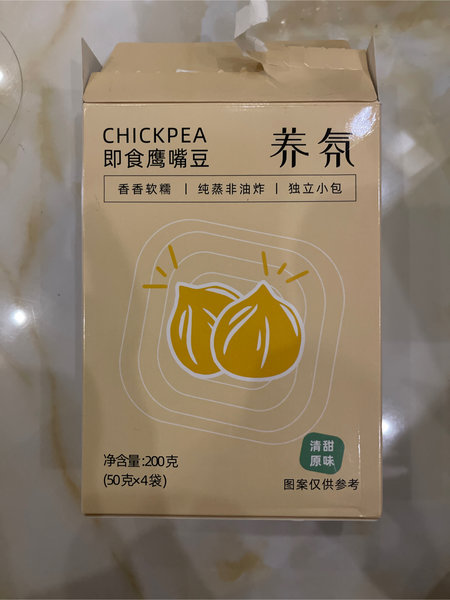 CHICKPEA
即食鹰嘴豆
养氛
香香软糯 | 纯蒸非油炸 | 独立小包
清甜
原味
净含量:200克
(50克×4袋)
图案仅供参考